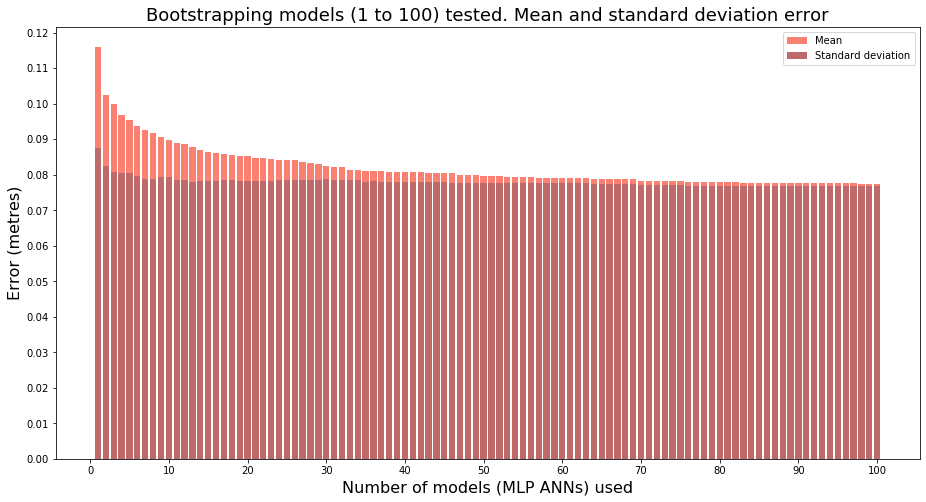 Bootstrapping models (1 to 100) tested. Mean and standard deviation error
Mean
Standard deviation
Error (metres)
0.12
0.11
0.10
0.09
0.08
0.07
0.06
0.05
0.04
0.03
0.02
0.01
0.00
0 10 20 30 40 50 60 70 80 90 100
Number of models (MLP ANNs) used